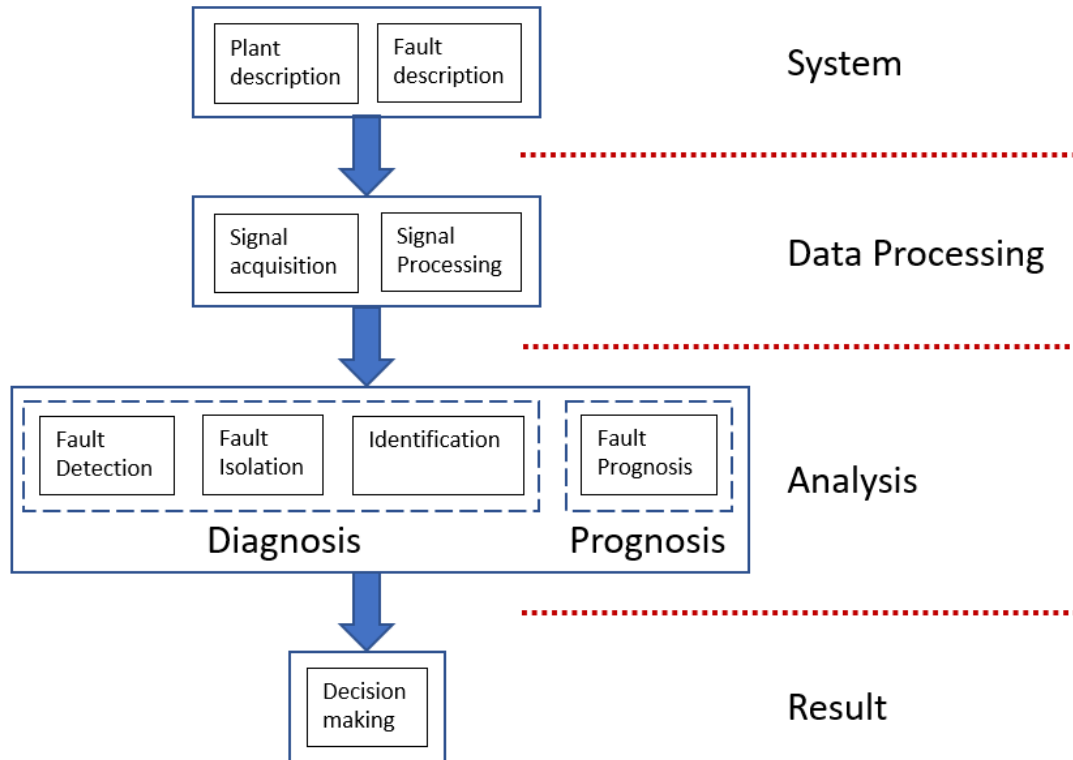 Plant
description
Fault
description
System
Signal
acquisition
Signal
Processing
Data Processing
Fault
Detection
Fault
Isolation
Identification
Fault
Prognosis
Diagnosis
Prognosis
Analysis
Decision
making
Result